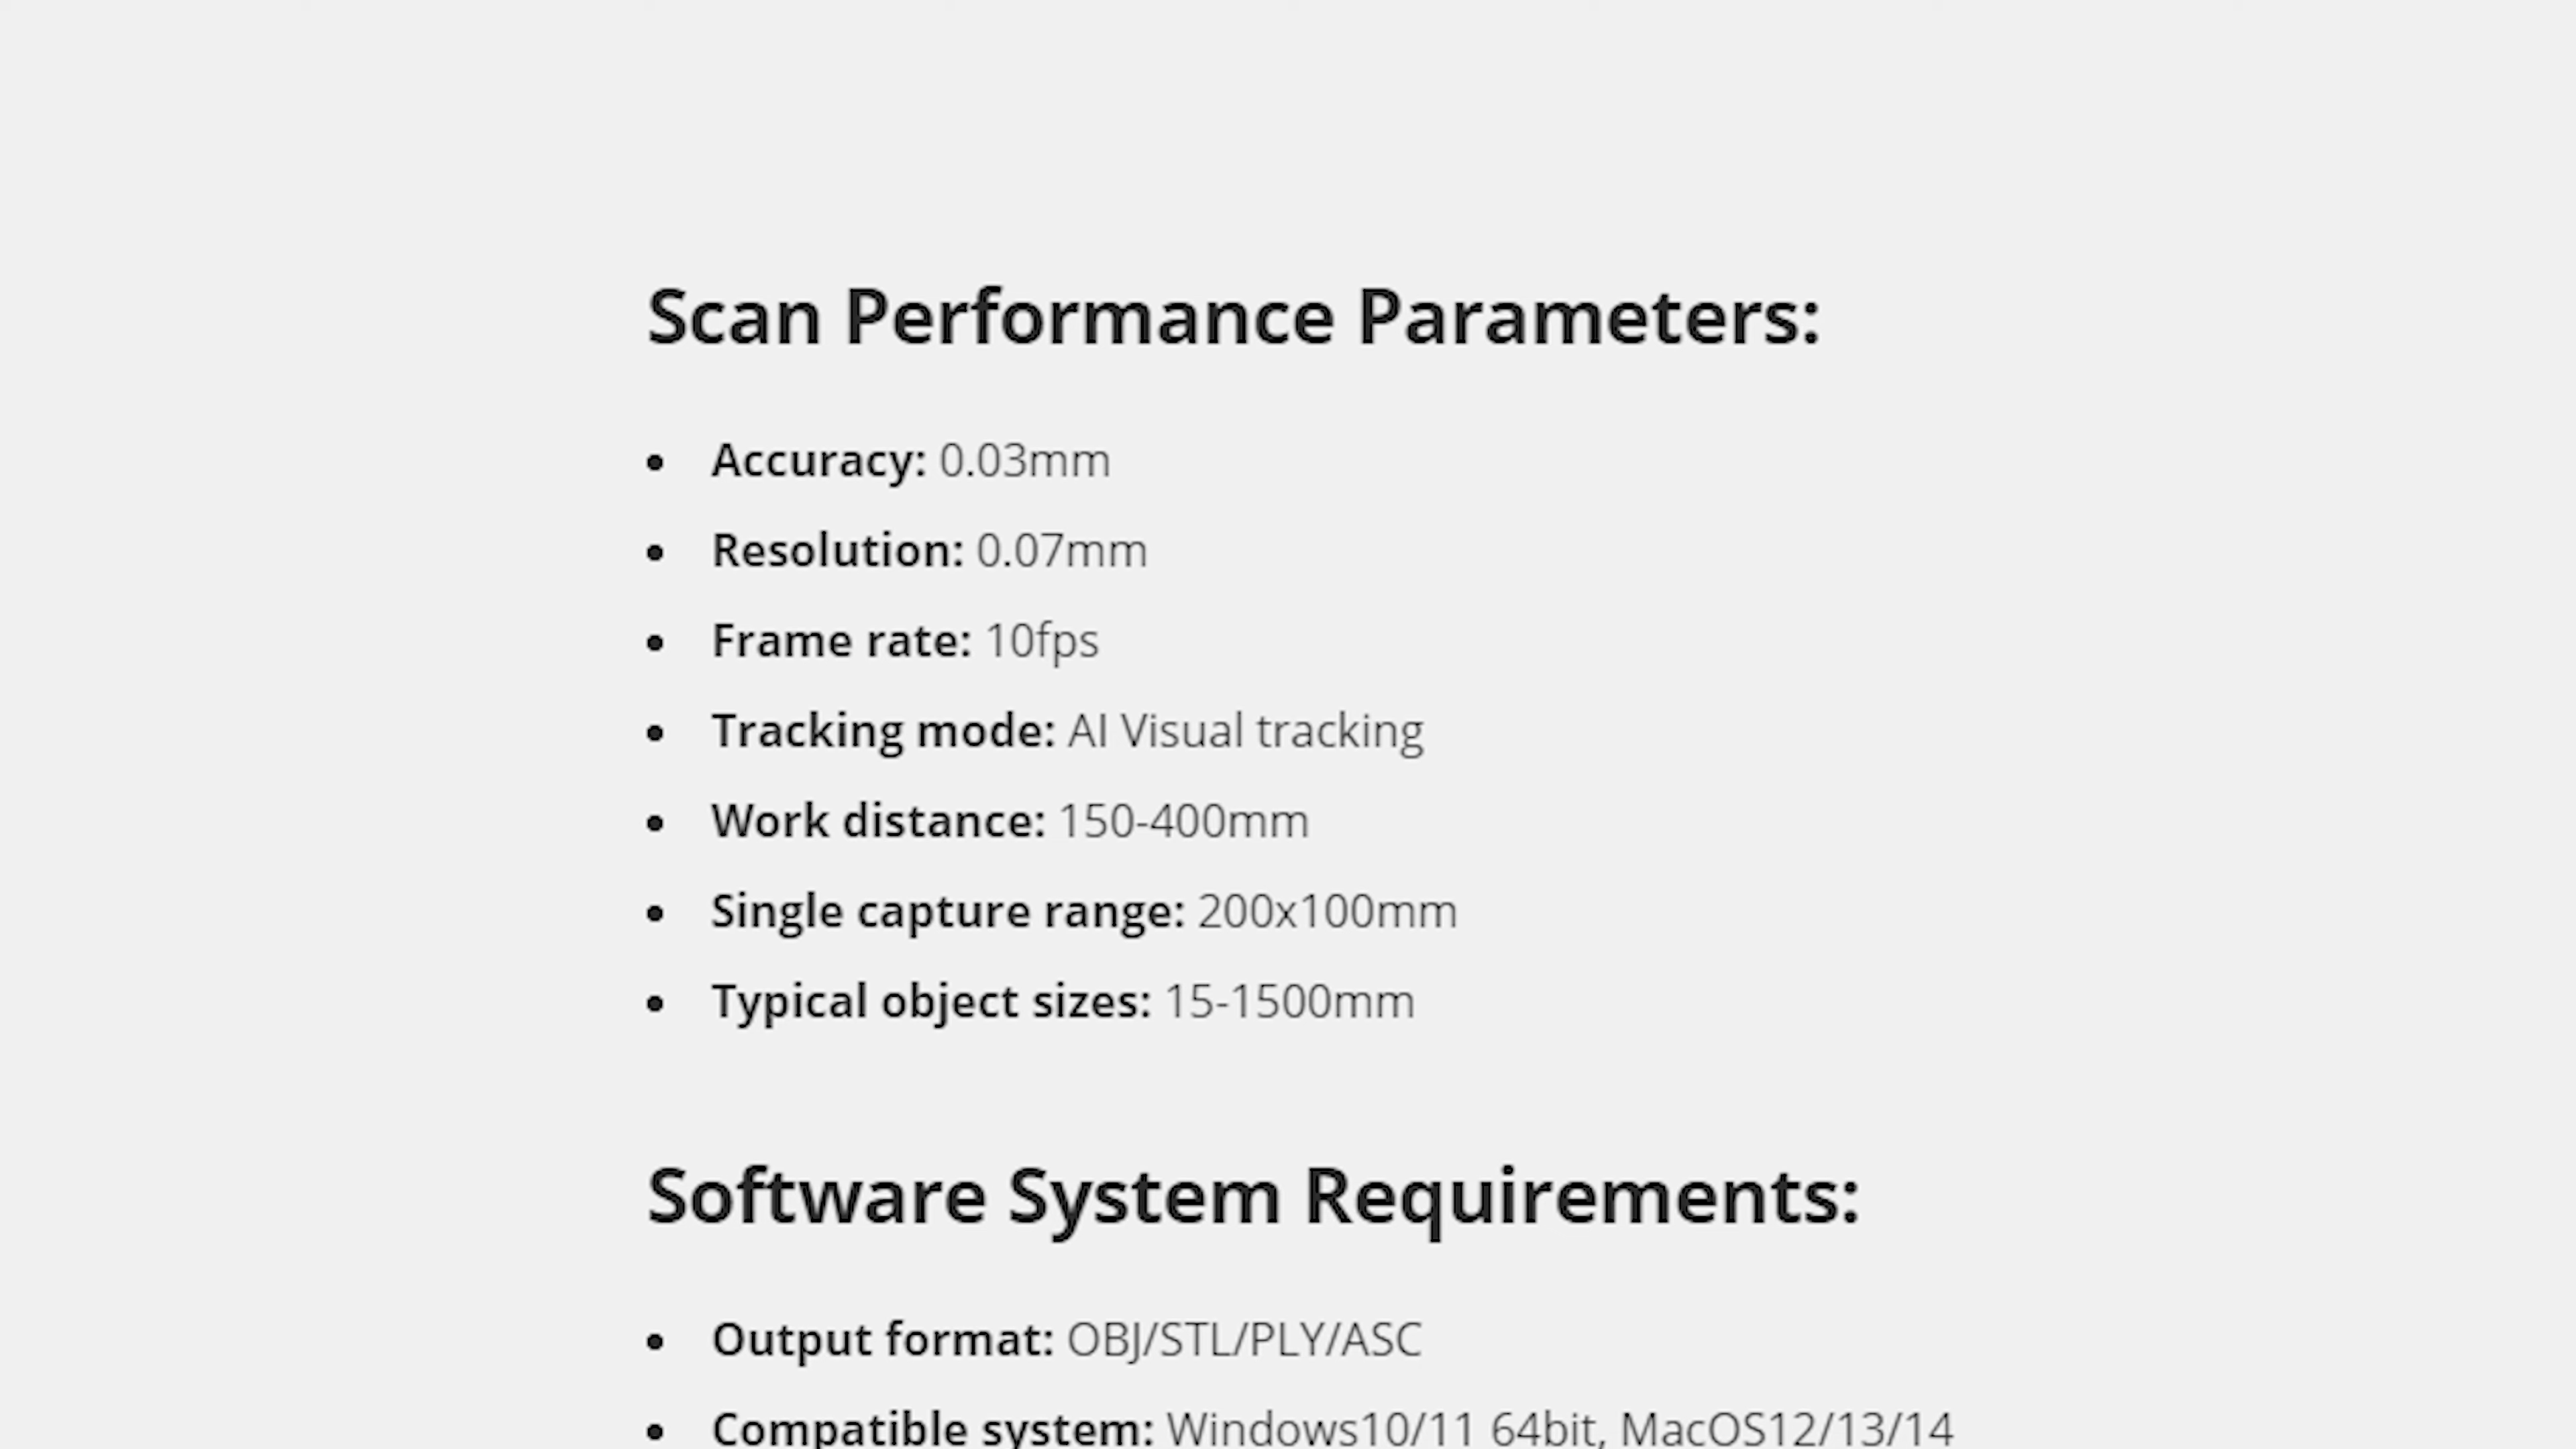 Scan Performance Parameters:
• Accuracy: 0.03mm
• Resolution: 0.07mm
• Frame rate: 10fps
• Tracking mode: AI Visual tracking
• Work distance: 150-400mm
• Single capture range: 200x100mm
• Typical object sizes: 15-1500mm
Software System Requirements:
• Output format: OBJ/STL/PLY/ASC
• Compatible system: Windows10/11 64bit, MacOS12/13/14